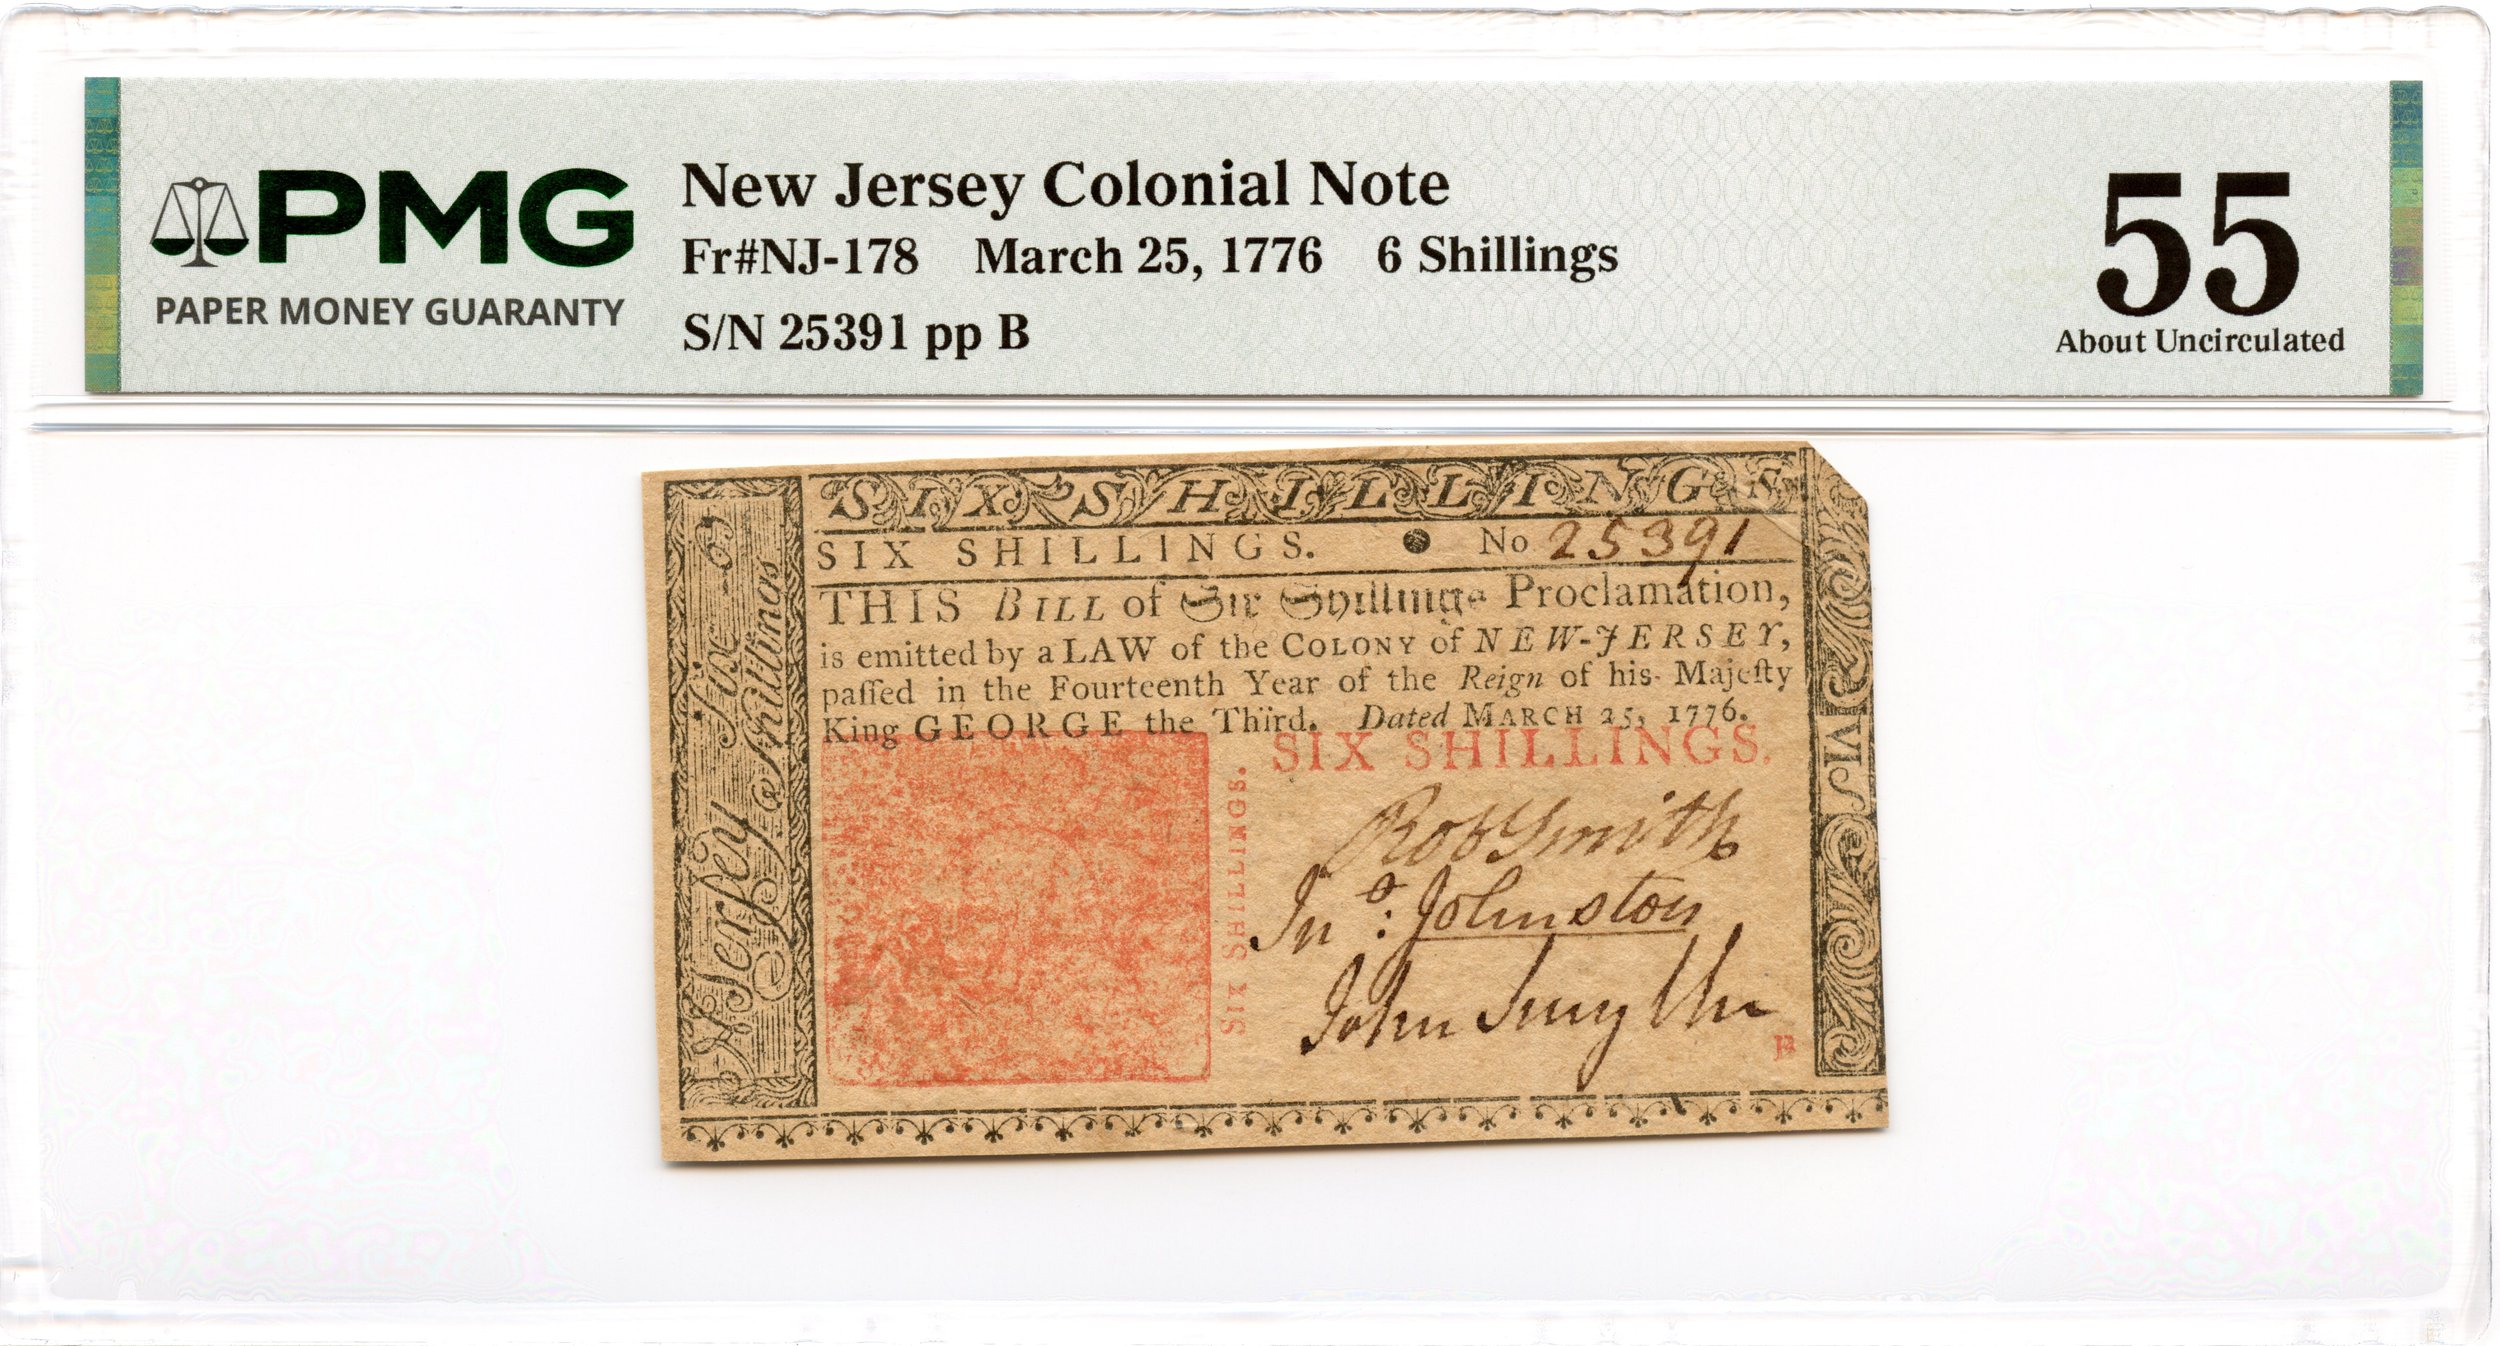 PMG
PAPER MONEY GUARANTY
New Jersey Colonial Note
Fr#NJ-178 March 25, 1776 6 Shillings
S/N 25391 pp B
55
About Uncirculated
SIX SHILLINGS
SIX SHILLINGS. No 25391
THIS BILL of Six Shillings Proclamation,
is emitted by a LAW of the COLONY of NEW-JERSEY,
paſſed in the Fourteenth Year of the Reign of his Majeſty
King GEORGE the Third. Dated MARCH 25, 1776.
SIX SHILLINGS.
SIX SHILLINGS.
Rob Smith
Jnº: Johnston
John Smyth
Jerſey
Shillings
VIS